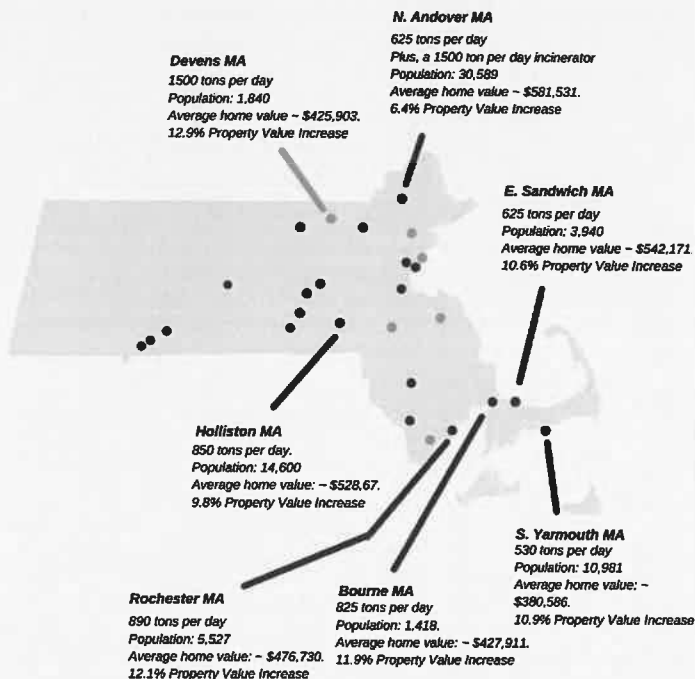 N. Andover MA
625 tons per day
Plus, a 1500 ton per day incinerator
Population: 30,589
Average home value ~ $581,531.
6.4% Property Value Increase
Devens MA
1500 tons per day
Population: 1,840
Average home value ~ $425,903.
12.9% Property Value Increase
E. Sandwich MA
625 tons per day
Population: 3,940
Average home value ~ $542,171.
10.6% Property Value Increase
Holliston MA
850 tons per day.
Population: 14,600
Average home value: ~ $528.67.
9.8% Property Value Increase
S. Yarmouth MA
530 tons per day
Population: 10,981
Average home value: ~
$380,586.
10.9% Property Value Increase
Rochester MA
890 tons per day
Population: 5,527
Average home value: ~ $476,730.
12.1% Property Value Increase
Bourne MA
825 tons per day
Population: 1,418.
Average home value: ~ $427,911.
11.9% Property Value Increase